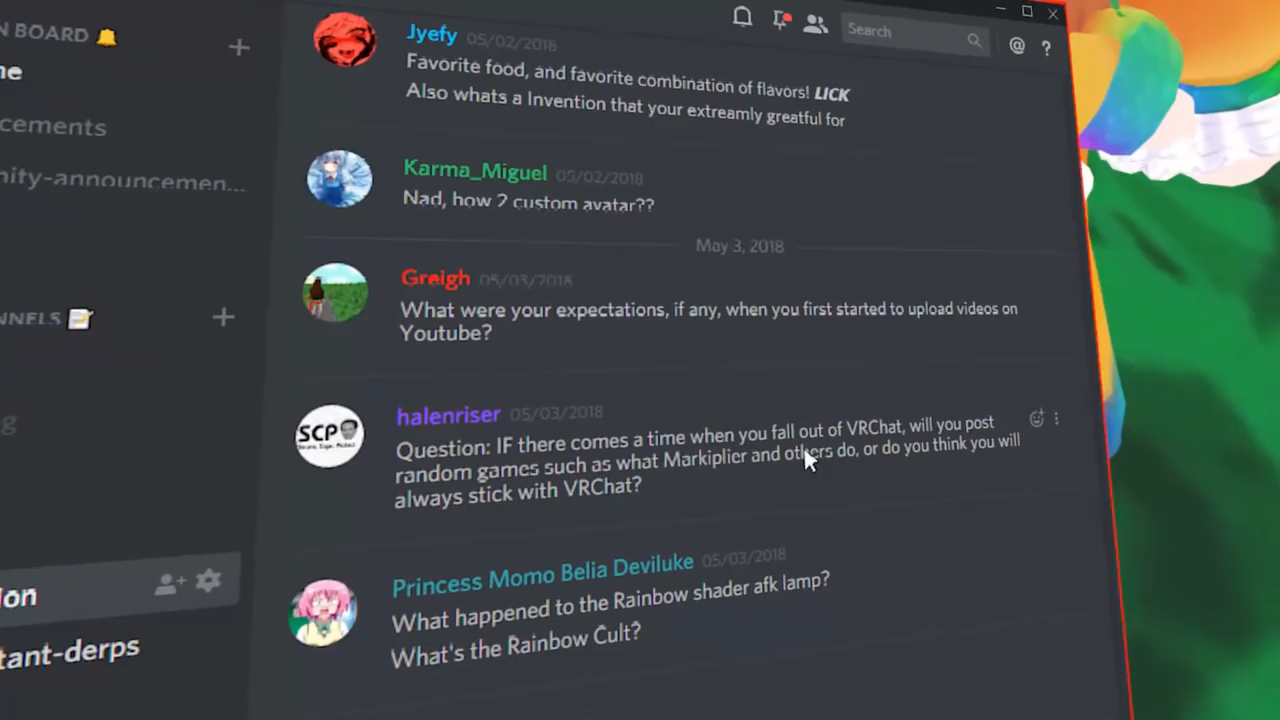 N BOARD 🔔
Search
ne
cements
nity-announcemen...
NNELS 📝
g
ion
tant-derps
Jyefy 05/02/2018
Favorite food, and favorite combination of flavors! LICK
Also whats a Invention that your extreamly greatful for
Karma_Miguel 05/02/2018
Nad, how 2 custom avatar??
May 3, 2018
Greigh 05/03/2018
What were your expectations, if any, when you first started to upload videos on
Youtube?
SCP
halenriser 05/03/2018
Question: IF there comes a time when you fall out of VRChat, will you post
random games such as what Markiplier and others do, or do you think you will
always stick with VRChat?
Princess Momo Belia Deviluke 05/03/2018
What happened to the Rainbow shader afk lamp?
What's the Rainbow Cult?